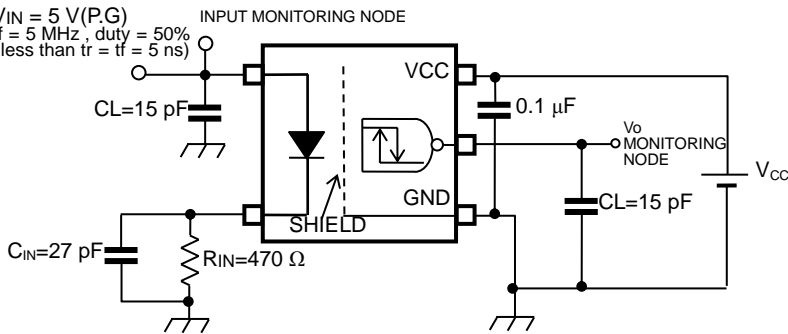 VIN = 5 V(P.G)
f = 5 MHz , duty = 50%
(less than tr = tf = 5 ns)
INPUT MONITORING NODE
CL=15 pF
VCC
0.1 μF
Vo
MONITORING
NODE
VCC
GND
SHIELD
CL=15 pF
CIN=27 pF
RIN=470 Ω